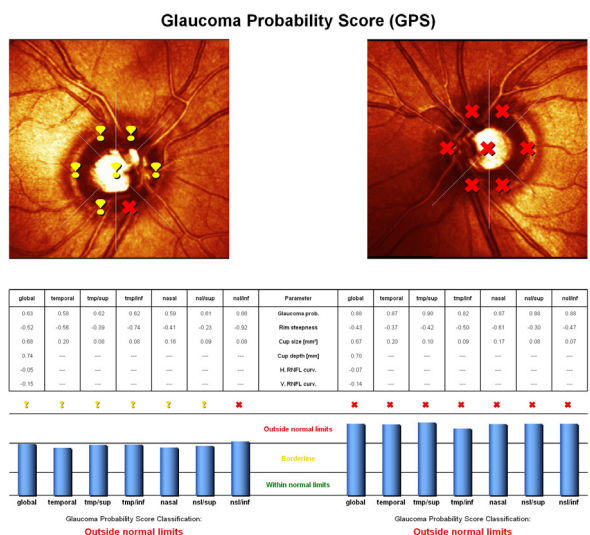 Glaucoma Probability Score (GPS)
global temporal tmp/sup tmp/inf nasal nsl/sup nsl/inf Parameter global temporal tmp/sup tmp/inf nasal nsl/sup nsl/inf
0.63 0.58 0.62 0.62 0.59 0.61 0.66 Glaucoma prob. 0.88 0.87 0.90 0.82 0.87 0.88 0.88
-0.52 -0.56 -0.39 -0.74 -0.41 -0.23 -0.92 Rim steepness -0.43 -0.37 -0.42 -0.50 -0.61 -0.30 -0.47
0.68 0.20 0.08 0.08 0.16 0.09 0.08 Cup size [mm²] 0.67 0.20 0.10 0.09 0.17 0.06 0.07
0.74 --- --- --- --- --- --- Cup depth [mm] 0.70 --- --- --- --- --- ---
-0.05 --- --- --- --- --- --- H. RNFL curv. -0.07 --- --- --- --- --- ---
-0.15 --- --- --- --- --- --- V. RNFL curv. -0.14 --- --- --- --- --- ---
Outside normal limits
Borderline
Within normal limits
global temporal tmp/sup tmp/inf nasal nsl/sup nsl/inf global temporal tmp/sup tmp/inf nasal nsl/sup nsl/inf
Glaucoma Probability Score Classification: Glaucoma Probability Score Classification:
Outside normal limits Outside normal limits